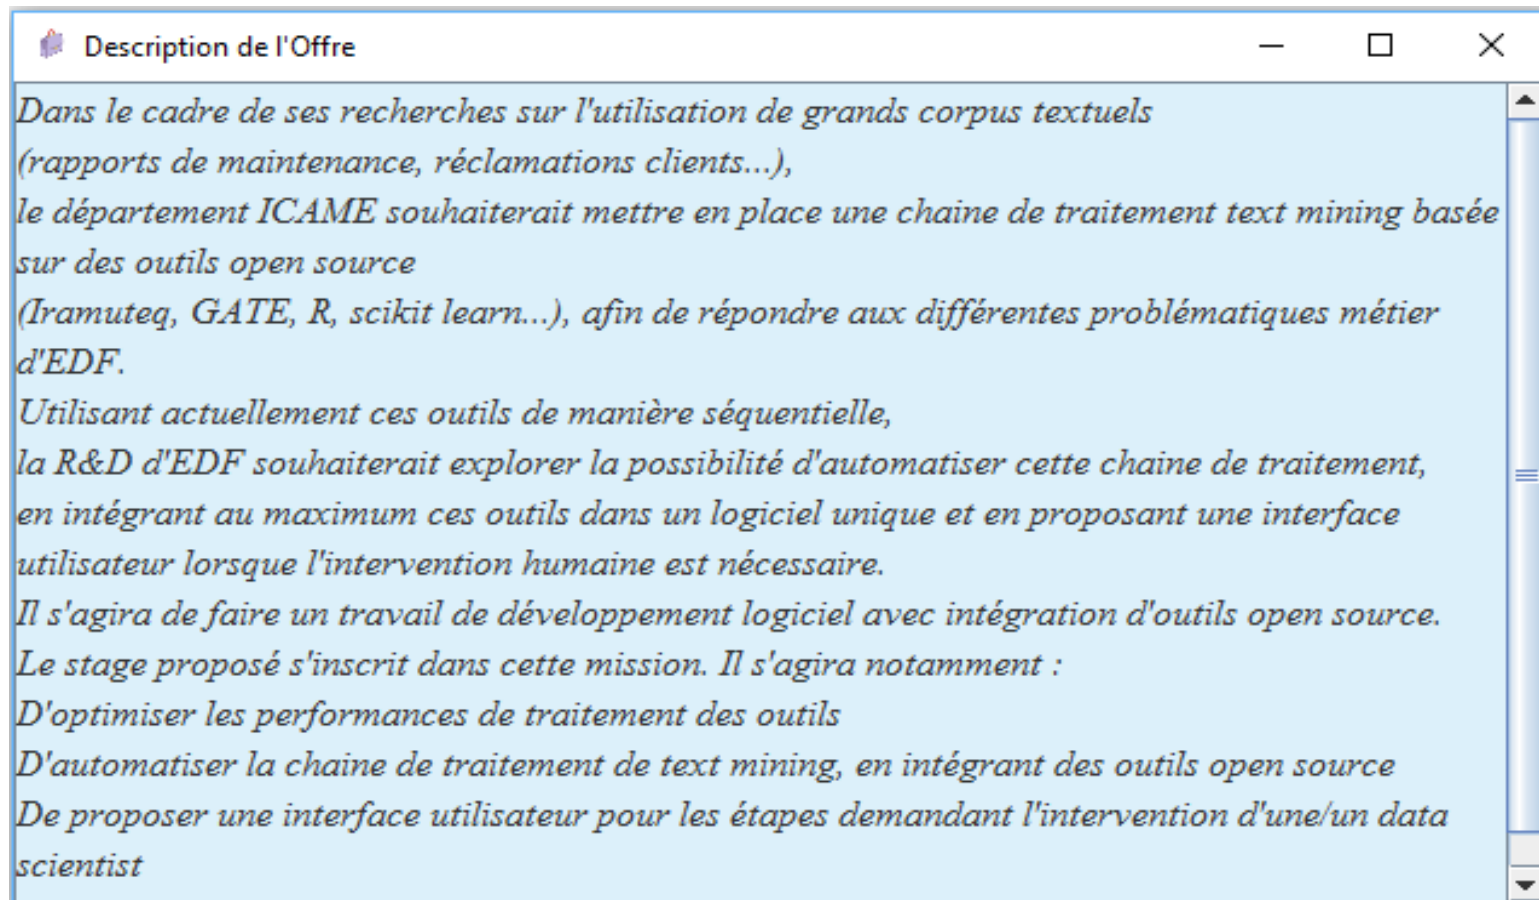 Description de l'Offre
Dans le cadre de ses recherches sur l'utilisation de grands corpus textuels
(rapports de maintenance, réclamations clients...),
le département ICAME souhaiterait mettre en place une chaine de traitement text mining basée
sur des outils open source
(Iramuteq, GATE, R, scikit learn...), afin de répondre aux différentes problématiques métier
d'EDF.
Utilisant actuellement ces outils de manière séquentielle,
la R&D d'EDF souhaiterait explorer la possibilité d'automatiser cette chaine de traitement,
en intégrant au maximum ces outils dans un logiciel unique et en proposant une interface
utilisateur lorsque l'intervention humaine est nécessaire.
Il s'agira de faire un travail de développement logiciel avec intégration d'outils open source.
Le stage proposé s'inscrit dans cette mission. Il s'agira notamment :
D'optimiser les performances de traitement des outils
D'automatiser la chaine de traitement de text mining, en intégrant des outils open source
De proposer une interface utilisateur pour les étapes demandant l'intervention d'une/un data
scientist